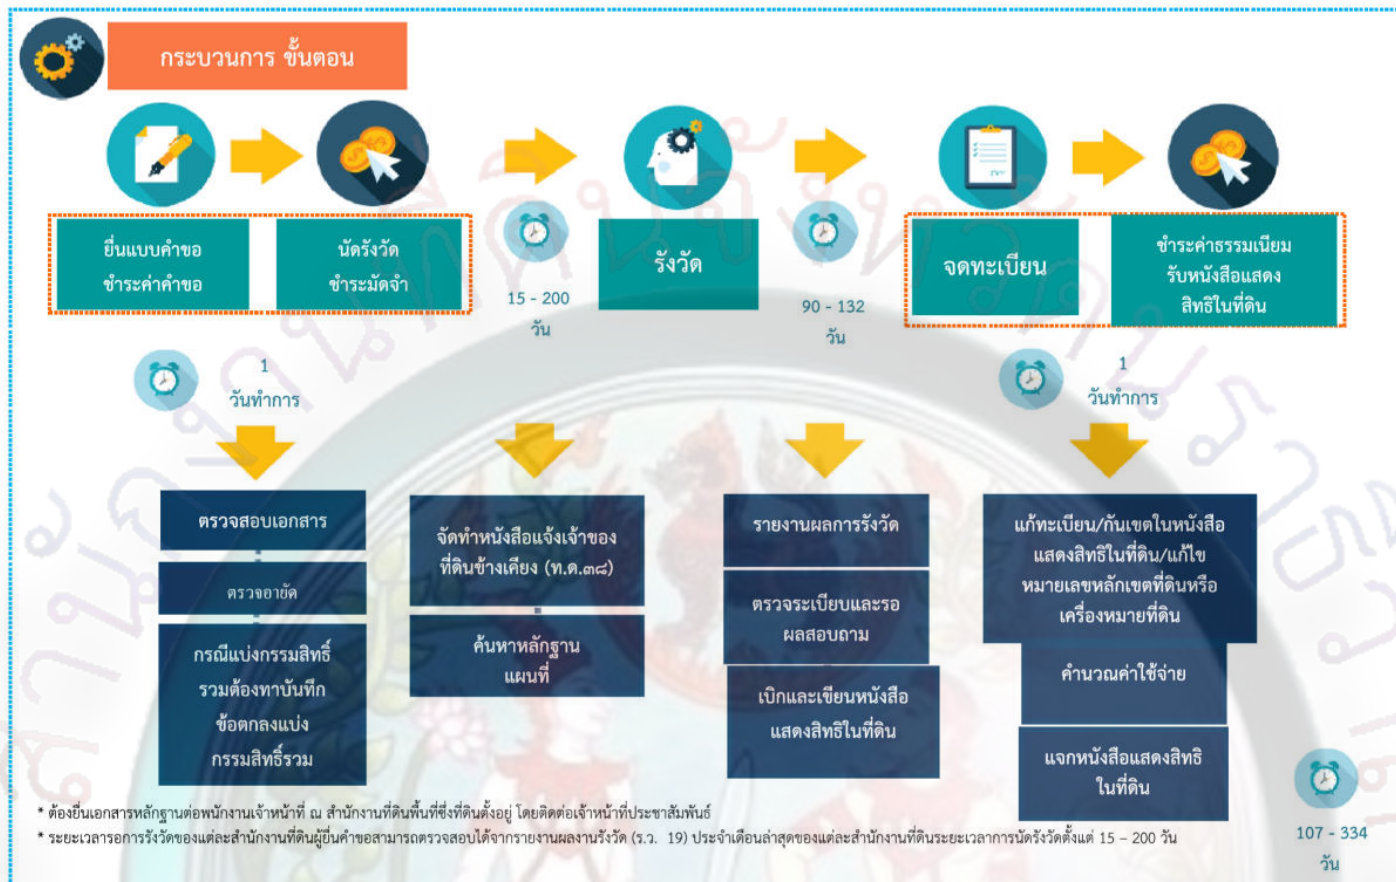 กระบวนการ ขั้นตอน
ยื่นแบบคำขอ
ชำระค่าคำขอ
นัดรังวัด
ชำระมัดจำ
15 - 200
วัน
รังวัด
90 - 132
วัน
จดทะเบียน
ชำระค่าธรรมเนียม
รับหนังสือแสดง
สิทธิในที่ดิน
1
วันทำการ
1
วันทำการ
ตรวจสอบเอกสาร
ตรวจอายัด
กรณีแบ่งกรรมสิทธิ์
รวมต้องทาบันทึก
ข้อตกลงแบ่ง
กรรมสิทธิ์รวม
จัดทำหนังสือแจ้งเจ้าของ
ที่ดินข้างเคียง (ท.ด.๓๘)
ค้นหาหลักฐาน
แผนที่
รายงานผลการรังวัด
ตรวจระเบียบและรอ
ผลสอบถาม
เบิกและเขียนหนังสือ
แสดงสิทธิในที่ดิน
แก้ทะเบียน/กันเขตในหนังสือ
แสดงสิทธิในที่ดิน/แก้ไข
หมายเลขหลักเขตที่ดินหรือ
เครื่องหมายที่ดิน
คำนวณค่าใช้จ่าย
แจกหนังสือแสดงสิทธิ
ในที่ดิน
* ต้องยื่นเอกสารหลักฐานต่อพนักงานเจ้าหน้าที่ ณ สำนักงานที่ดินพื้นที่ซึ่งที่ดินตั้งอยู่ โดยติดต่อเจ้าหน้าที่ประชาสัมพันธ์
* ระยะเวลารอการรังวัดของแต่ละสำนักงานที่ดินผู้ยื่นคำขอสามารถตรวจสอบได้จากรายงานผลงานรังวัด (ร.ว. 19) ประจำเดือนล่าสุดของแต่ละสำนักงานที่ดินระยะเวลาการนัดรังวัดตั้งแต่ 15 – 200 วัน
107 - 334
วัน